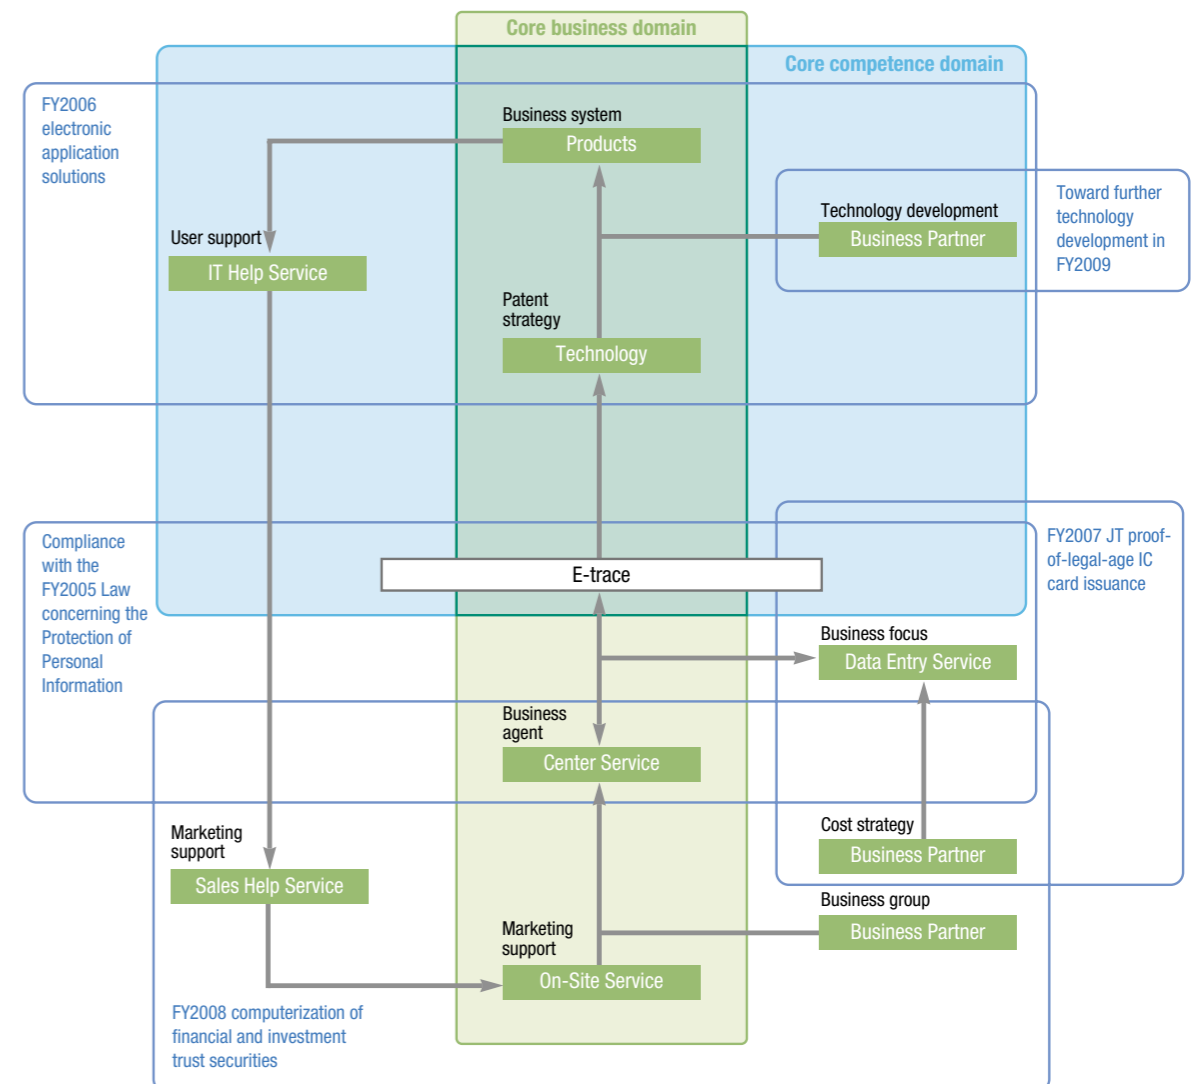 Core business domain
Core competence domain
FY2006
electronic
application
solutions
Business system
Products
Toward further
technology
development in
FY2009
Technology development
Business Partner
User support
IT Help Service
Patent
strategy
Technology
Compliance
with the
FY2005 Law
concerning the
Protection of
Personal
Information
E-trace
FY2007 JT proof-
of-legal-age IC
card issuance
Business focus
Data Entry Service
Business
agent
Center Service
Marketing
support
Sales Help Service
Cost strategy
Business Partner
Business group
Business Partner
Marketing
support
On-Site Service
FY2008 computerization of
financial and investment
trust securities